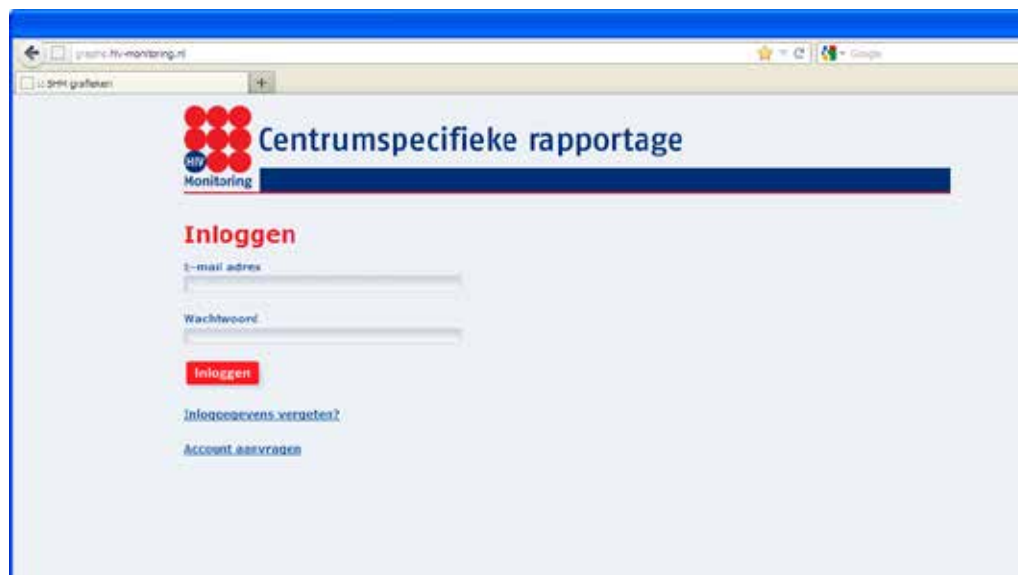 graphs.hiv-monitoring.nl
Google
:: SHM grafieken
+
Centrumspecifieke rapportage
HIV
Monitoring
Inloggen
E-mail adres
Wachtwoord
Inloggen
Inloggegevens vergeten?
Account aanvragen